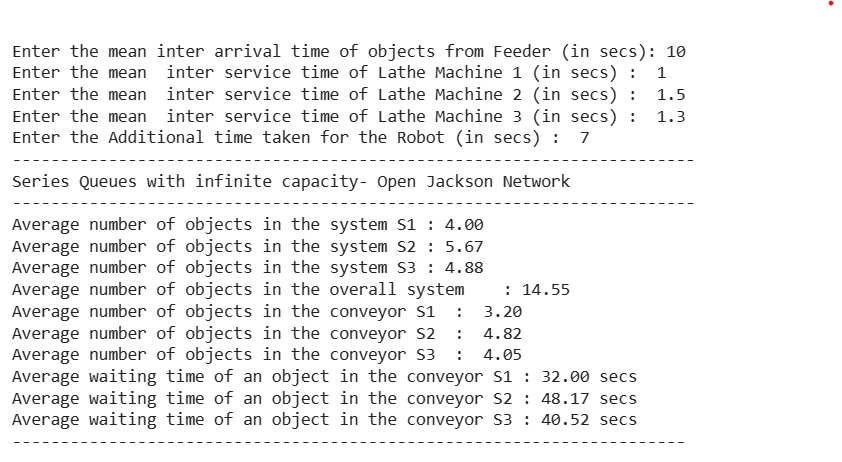 Enter the mean inter arrival time of objects from Feeder (in secs): 10
Enter the mean  inter service time of Lathe Machine 1 (in secs) :  1
Enter the mean  inter service time of Lathe Machine 2 (in secs) :  1.5
Enter the mean  inter service time of Lathe Machine 3 (in secs) :  1.3
Enter the Additional time taken for the Robot (in secs) :  7
-----------------------------------------------------------------------
Series Queues with infinite capacity- Open Jackson Network
-----------------------------------------------------------------------
Average number of objects in the system S1 : 4.00
Average number of objects in the system S2 : 5.67
Average number of objects in the system S3 : 4.88
Average number of objects in the overall system    : 14.55
Average number of objects in the conveyor S1  :  3.20
Average number of objects in the conveyor S2  :  4.82
Average number of objects in the conveyor S3  :  4.05
Average waiting time of an object in the conveyor S1 : 32.00 secs
Average waiting time of an object in the conveyor S2 : 48.17 secs
Average waiting time of an object in the conveyor S3 : 40.52 secs
----------------------------------------------------------------------